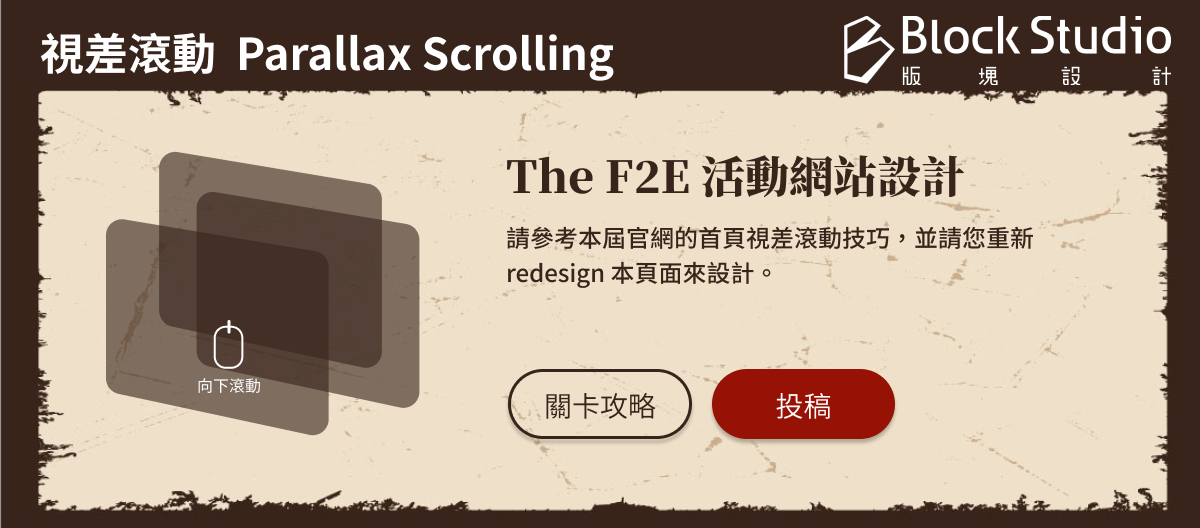 視差滾動 Parallax Scrolling
Block Studio
版塊設計
The F2E 活動網站設計
請參考本屆官網的首頁視差滾動技巧，並請您重新
redesign 本頁面來設計。
向下滾動
關卡攻略
投稿